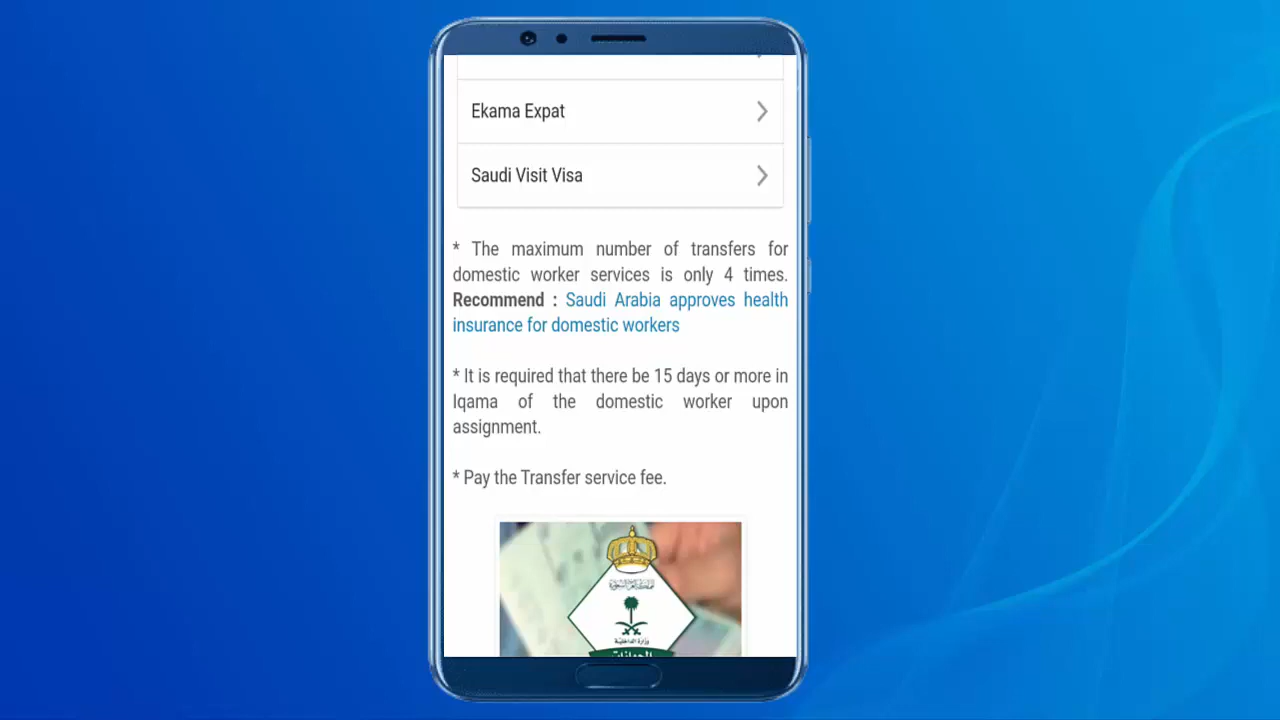 Ekama Expat
Saudi Visit Visa
* The maximum number of transfers for
domestic worker services is only 4 times.
Recommend : Saudi Arabia approves health
insurance for domestic workers
* It is required that there be 15 days or more in
Iqama of the domestic worker upon
assignment.
* Pay the Transfer service fee.
وزارة الداخلية